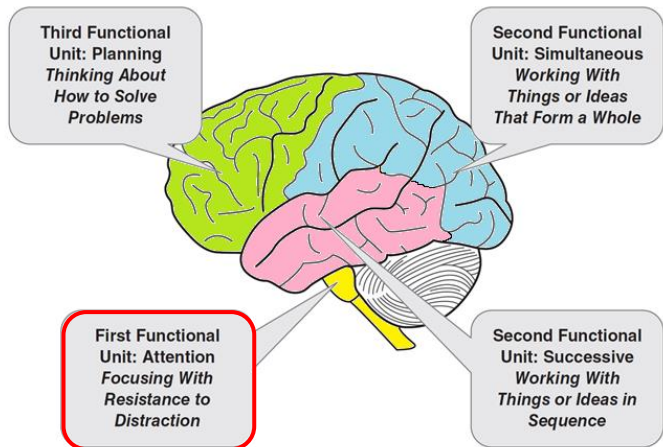 Third Functional
Unit: Planning
Thinking About
How to Solve
Problems
Second Functional
Unit: Simultaneous
Working With
Things or Ideas
That Form a Whole
First Functional
Unit: Attention
Focusing With
Resistance to
Distraction
Second Functional
Unit: Successive
Working With
Things or Ideas in
Sequence